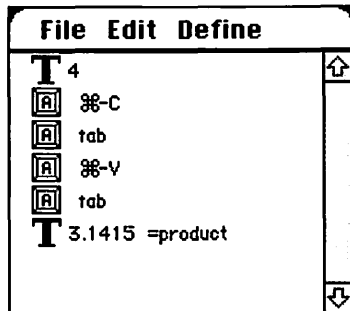 File Edit Define
T 4
A ⌘-C
A tab
A ⌘-V
A tab
T 3.1415 =product